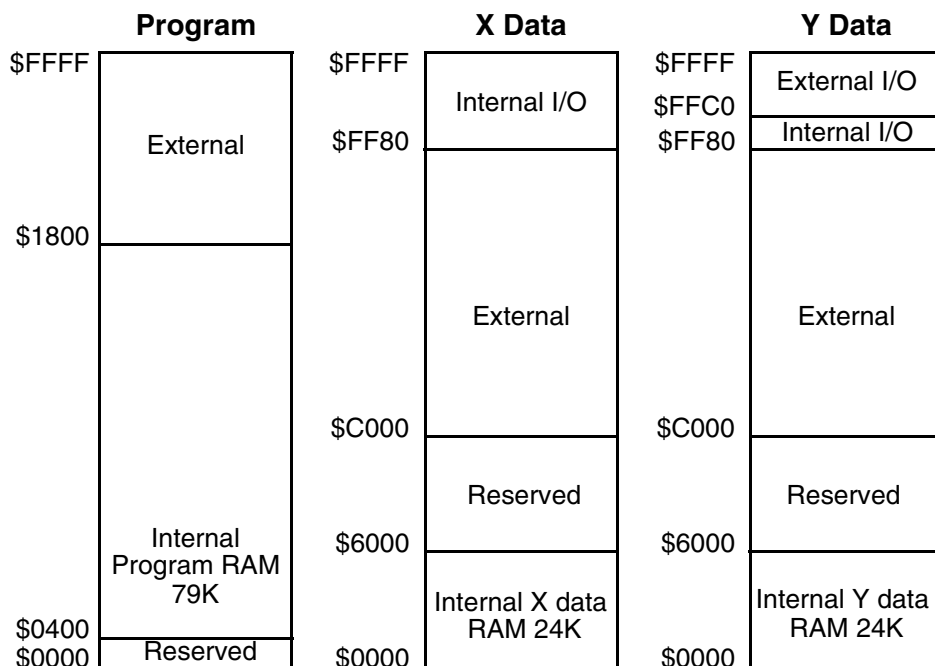 Program
$FFFF
External
$1800
Internal
Program RAM
79K
$0400
$0000
Reserved
X Data
$FFFF
Internal I/O
$FF80
External
$C000
Reserved
$6000
Internal X data
RAM 24K
$0000
Y Data
$FFFF
External I/O
$FFC0
Internal I/O
$FF80
External
$C000
Reserved
$6000
Internal Y data
RAM 24K
$0000